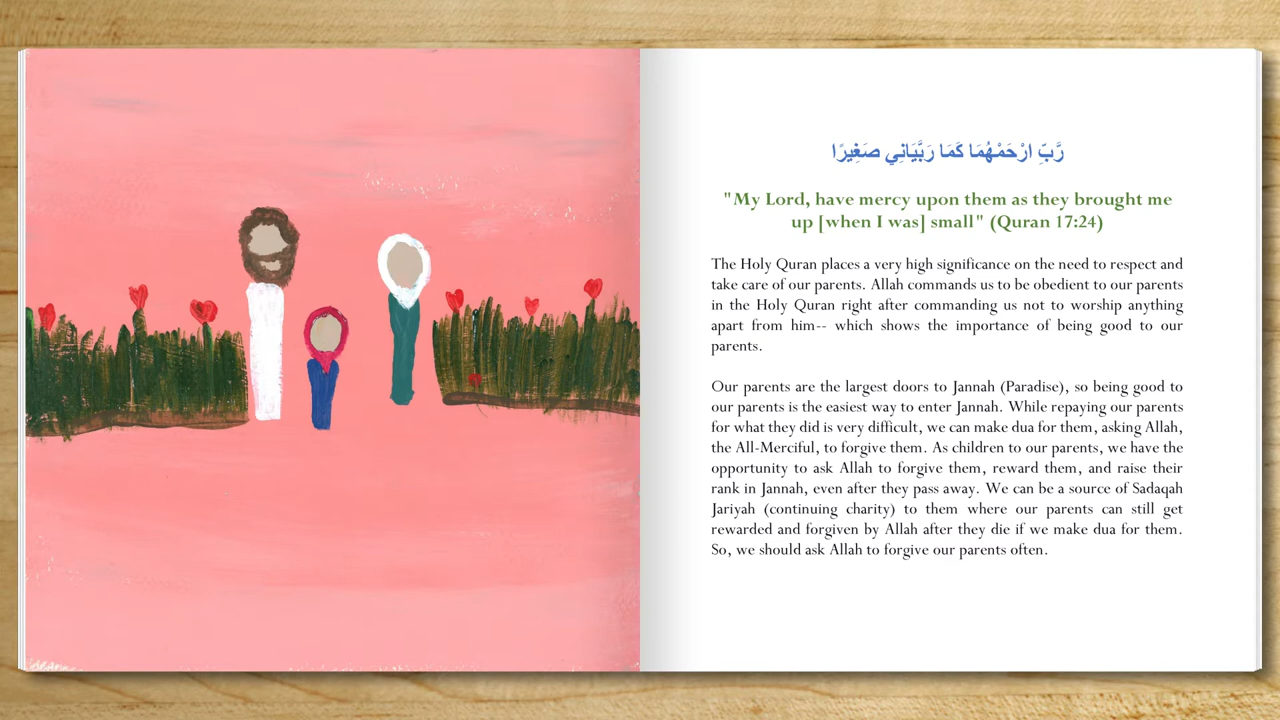 رَّبِّ ارْحَمْهُمَا كَمَا رَبَّيَانِي صَغِيرًا
"My Lord, have mercy upon them as they brought me
up [when I was] small" (Quran 17:24)
The Holy Quran places a very high significance on the need to respect and
take care of our parents. Allah commands us to be obedient to our parents
in the Holy Quran right after commanding us not to worship anything
apart from him-- which shows the importance of being good to our
parents.
Our parents are the largest doors to Jannah (Paradise), so being good to
our parents is the easiest way to enter Jannah. While repaying our parents
for what they did is very difficult, we can make dua for them, asking Allah,
the All-Merciful, to forgive them. As children to our parents, we have the
opportunity to ask Allah to forgive them, reward them, and raise their
rank in Jannah, even after they pass away. We can be a source of Sadaqah
Jariyah (continuing charity) to them where our parents can still get
rewarded and forgiven by Allah after they die if we make dua for them.
So, we should ask Allah to forgive our parents often.